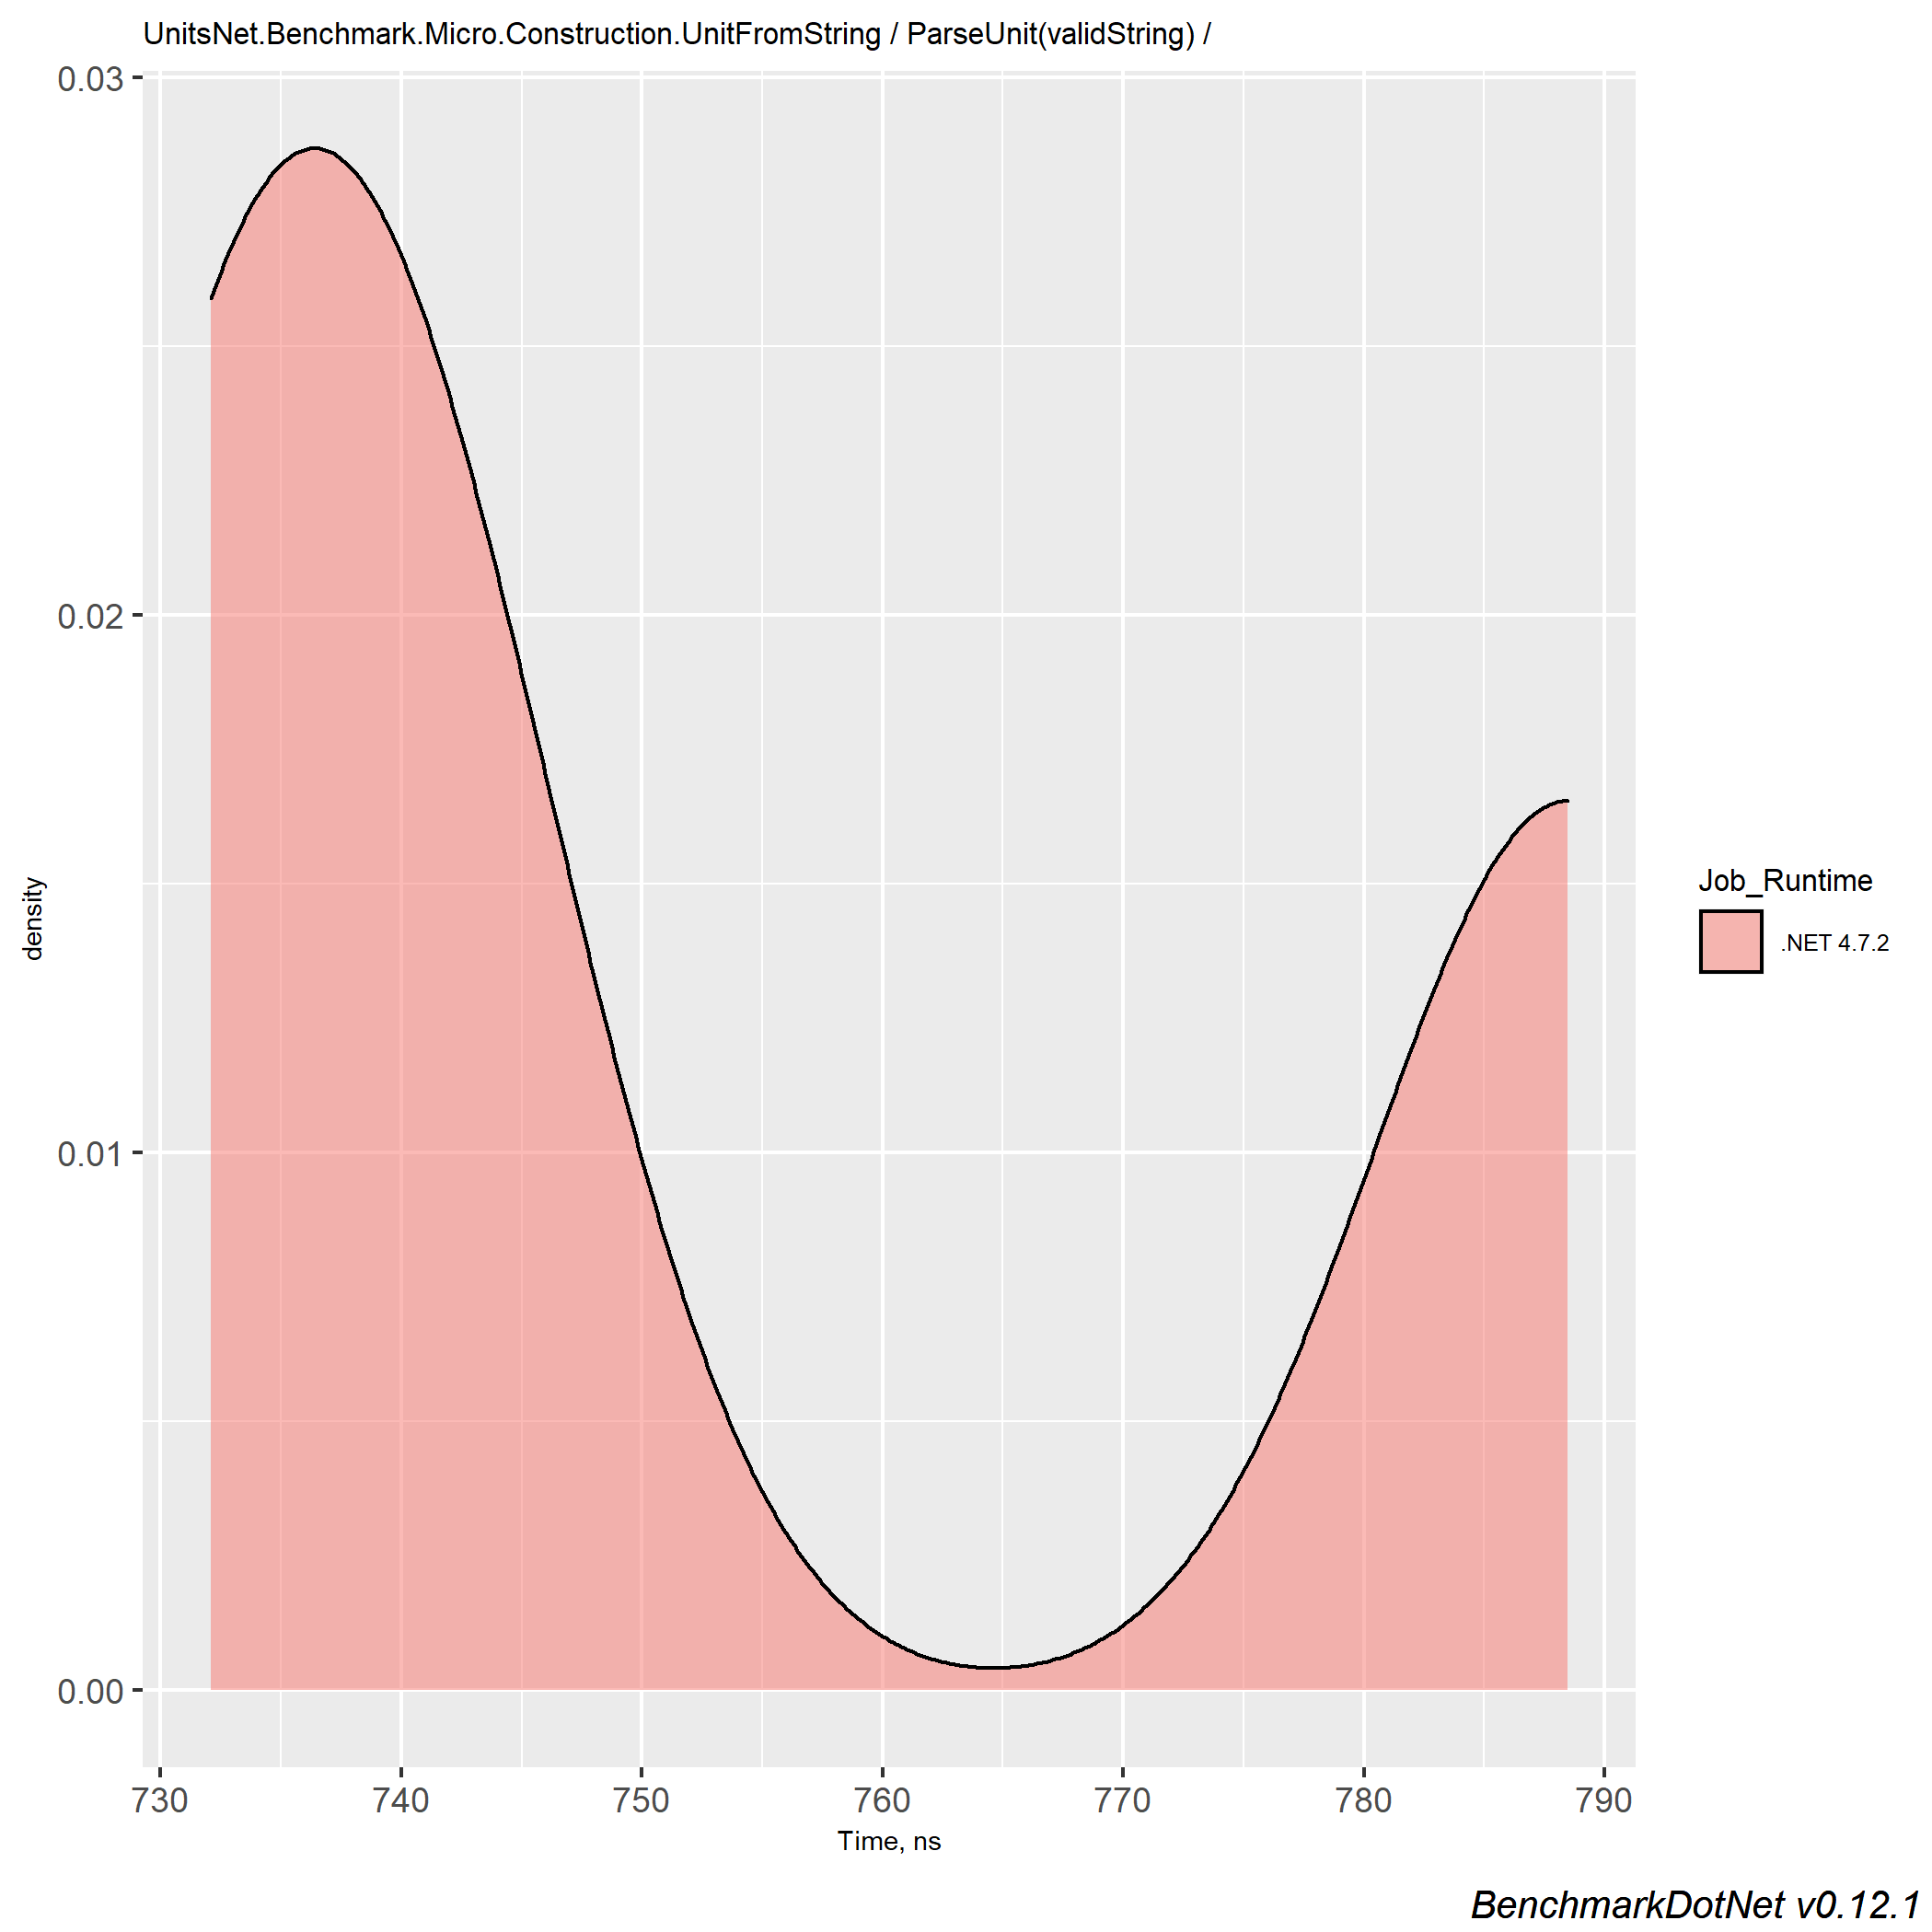 UnitsNet.Benchmark.Micro.Construction.UnitFromString / ParseUnit(validString) /
0.03
0.02
0.01
0.00
density
730 740 750 760 770 780 790
Time, ns
Job_Runtime
.NET 4.7.2
BenchmarkDotNet v0.12.1